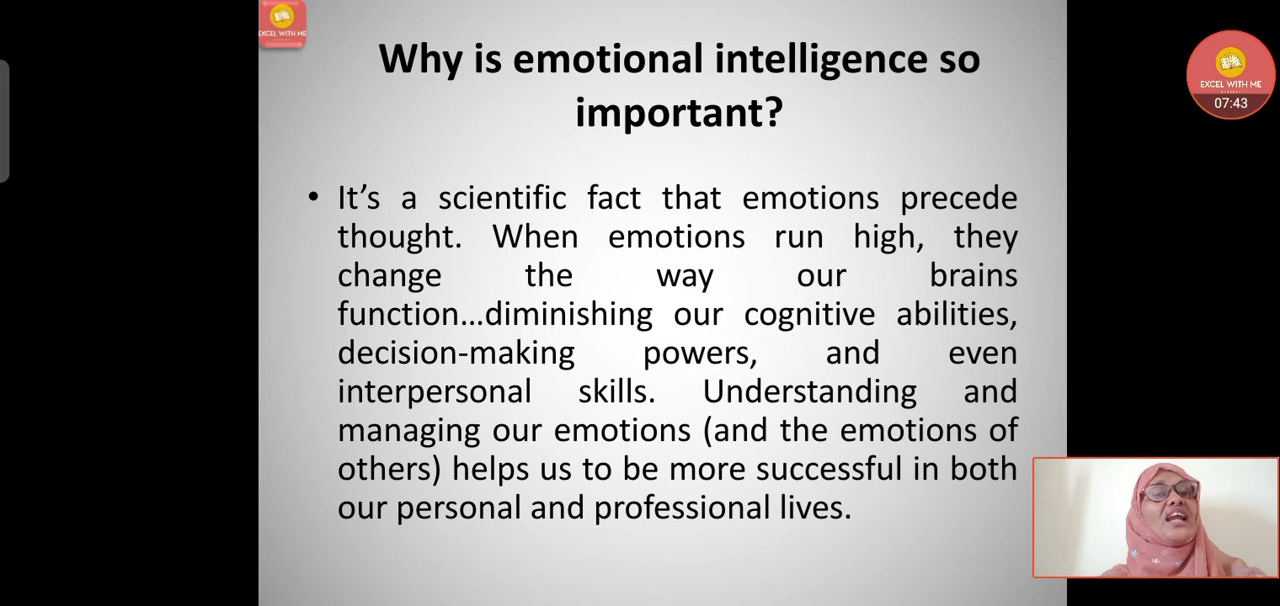 EXCEL WITH ME
Why is emotional intelligence so
important?
EXCEL WITH ME
07:43
• It’s a scientific fact that emotions precede
thought. When emotions run high, they
change the way our brains
function...diminishing our cognitive abilities,
decision-making powers, and even
interpersonal skills. Understanding and
managing our emotions (and the emotions of
others) helps us to be more successful in both
our personal and professional lives.